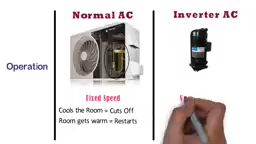 Normal AC
Inverter AC
Operation
Fixed Speed
Cools the Room = Cuts Off
Room gets warm = Restarts